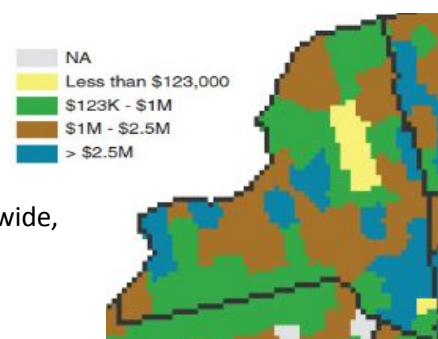 NA
Less than $123,000
$123K - $1M
$1M - $2.5M
> $2.5M
wide,